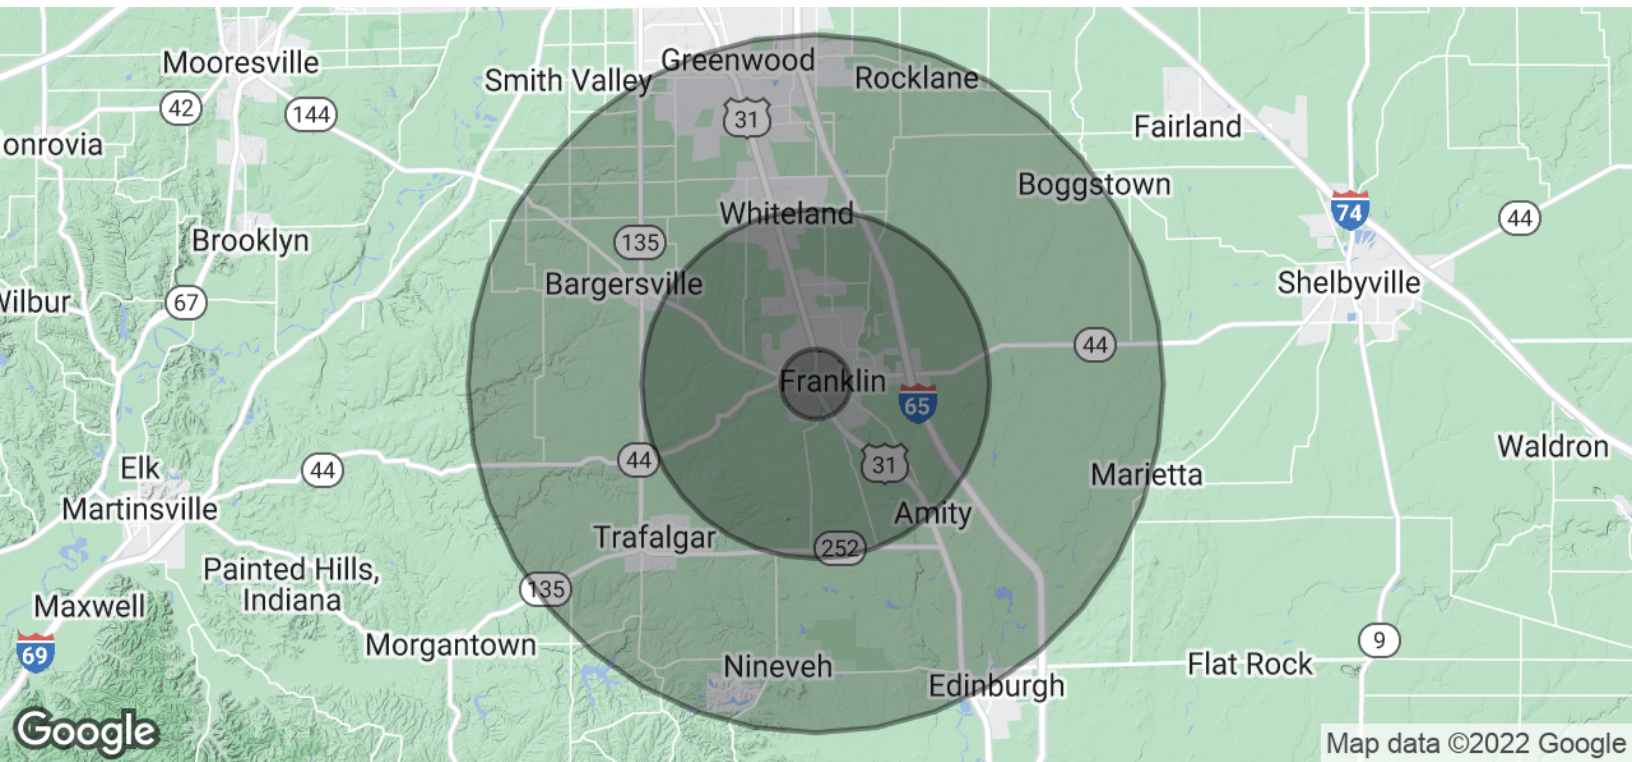 Greenwood
Mooresville
Smith Valley
Rocklane
42
144
31
Fairland
onrovia
Boggstown
74
Whiteland
44
135
Brooklyn
Bargersville
Shelbyville
Wilbur
67
44
Franklin
65
Waldron
44
31
Elk
44
Marietta
Martinsville
Amity
Trafalgar
252
Painted Hills,
Indiana
135
Maxwell
Morgantown
9
69
Nineveh
Flat Rock
Edinburgh
Google
Map data ©2022 Google